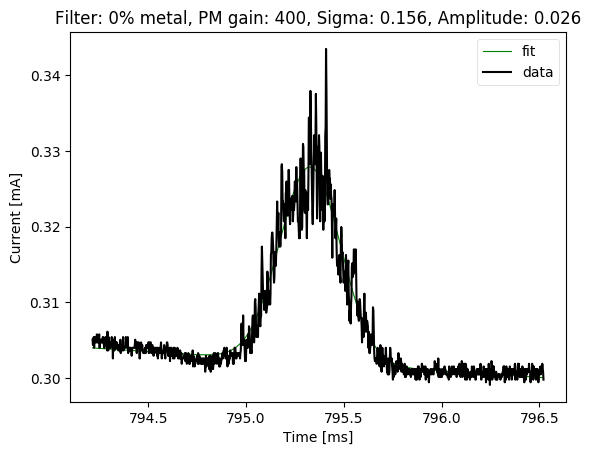 Filter: 0% metal, PM gain: 400, Sigma: 0.156, Amplitude: 0.026
fit
data
0.34
0.33
0.32
0.31
0.30
Current [mA]
794.5 795.0 795.5 796.0 796.5
Time [ms]